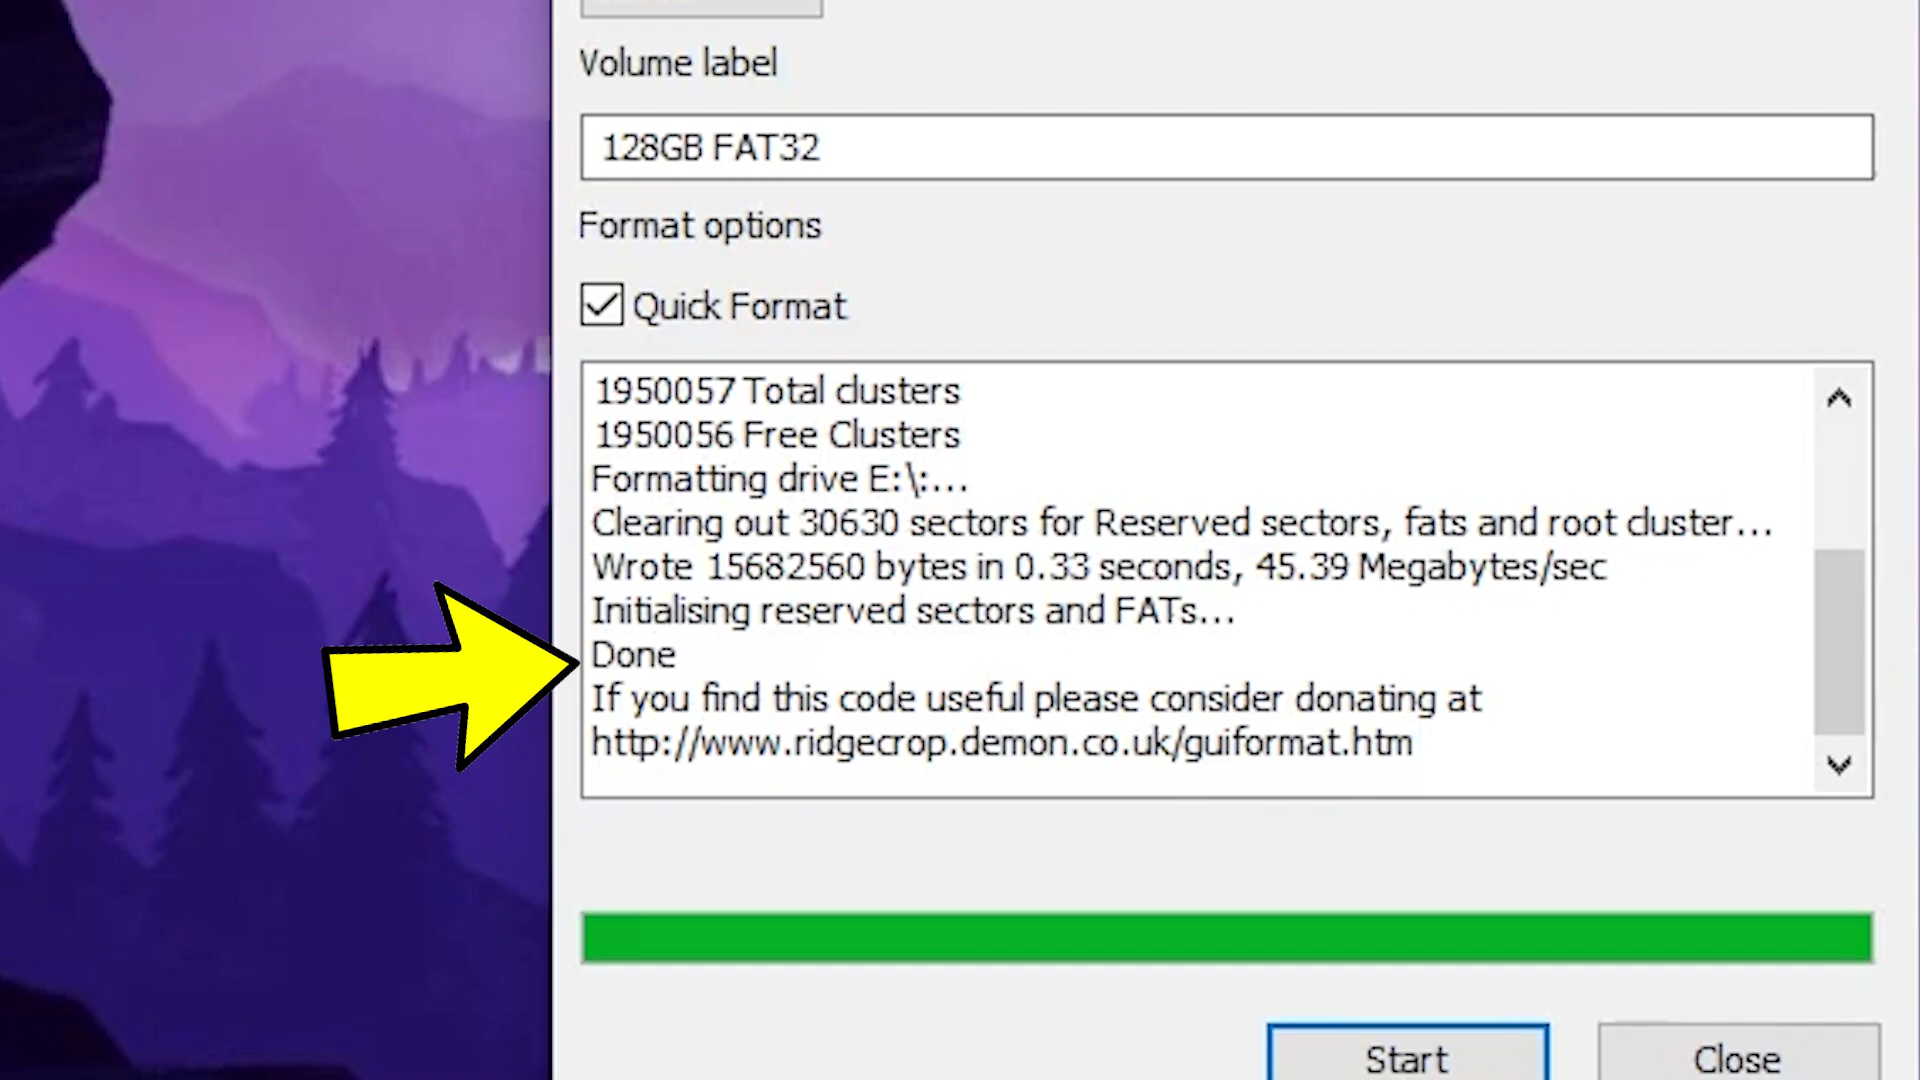 Volume label
128GB FAT32
Format options
Quick Format
1950057 Total clusters
1950056 Free Clusters
Formatting drive E:\:...
Clearing out 30630 sectors for Reserved sectors, fats and root cluster...
Wrote 15682560 bytes in 0.33 seconds, 45.39 Megabytes/sec
Initialising reserved sectors and FATs...
Done
If you find this code useful please consider donating at
http://www.ridgecrop.demon.co.uk/guiformat.htm
Start
Close